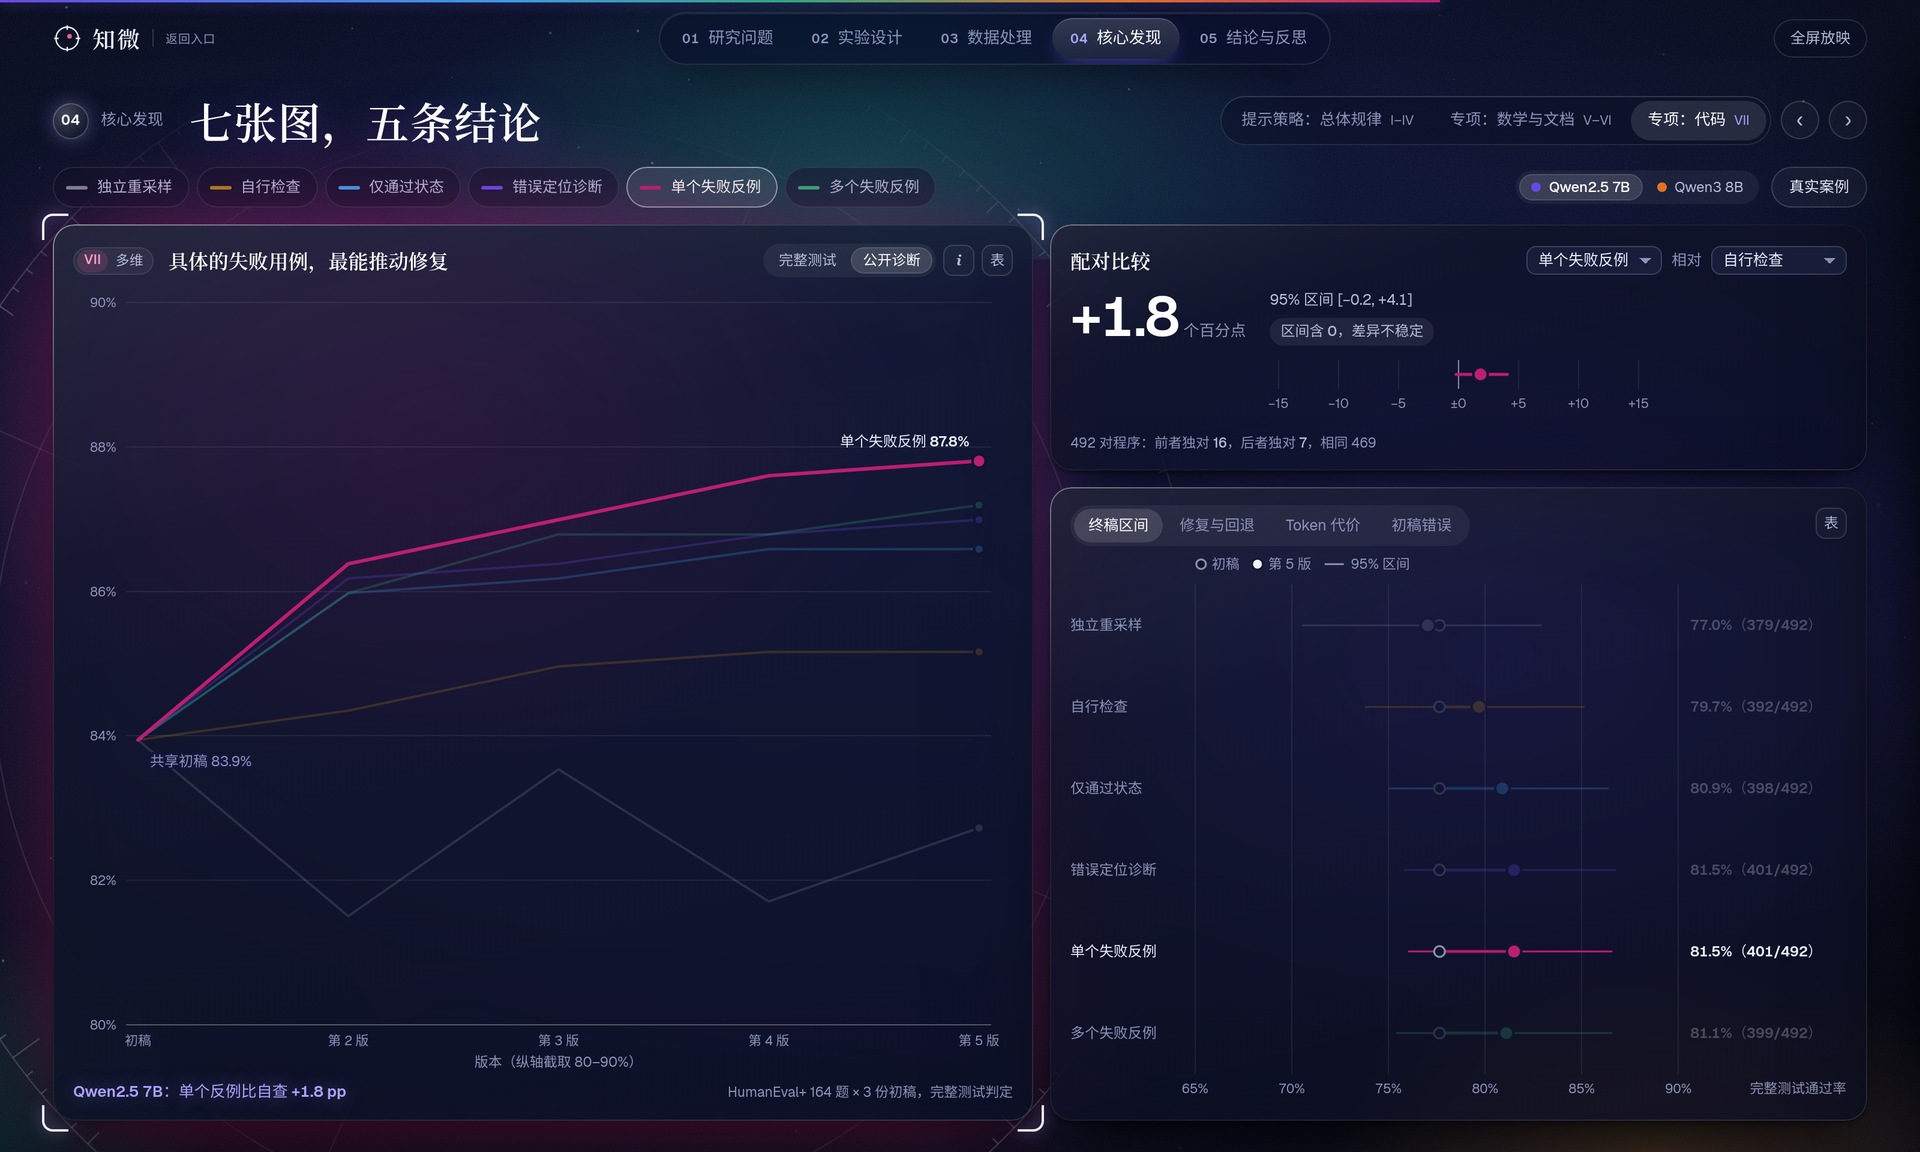 知微 返回入口 01 研究问题 02 实验设计 03 数据处理 04 核心发现 05 结论与反思 全屏放映
04 核心发现 七张图，五条结论 提示策略：总体规律 I–IV 专项：数学与文档 V–VI 专项：代码 VII ‹ ›
独立重采样 自行检查 仅通过状态 错误定位诊断 单个失败反例 多个失败反例 Qwen2.5 7B Qwen3 8B 真实案例
VII 多维 具体的失败用例，最能推动修复 完整测试 公开诊断 i 表
90%
88%
86%
84%
82%
80%
单个失败反例 87.8%
共享初稿 83.9%
初稿 第 2 版 第 3 版 第 4 版 第 5 版
版本（纵轴截取 80–90%）
Qwen2.5 7B：单个反例比自查 +1.8 pp HumanEval+ 164 题 × 3 份初稿，完整测试判定
配对比较 单个失败反例 相对 自行检查
+1.8 个百分点
95% 区间 [−0.2, +4.1]
区间含 0，差异不稳定
−15 −10 −5 ±0 +5 +10 +15
492 对程序：前者独对 16，后者独对 7，相同 469
终稿区间 修复与回退 Token 代价 初稿错误 表
初稿 第 5 版 95% 区间
独立重采样 77.0%（379/492）
自行检查 79.7%（392/492）
仅通过状态 80.9%（398/492）
错误定位诊断 81.5%（401/492）
单个失败反例 81.5%（401/492）
多个失败反例 81.1%（399/492）
65% 70% 75% 80% 85% 90% 完整测试通过率